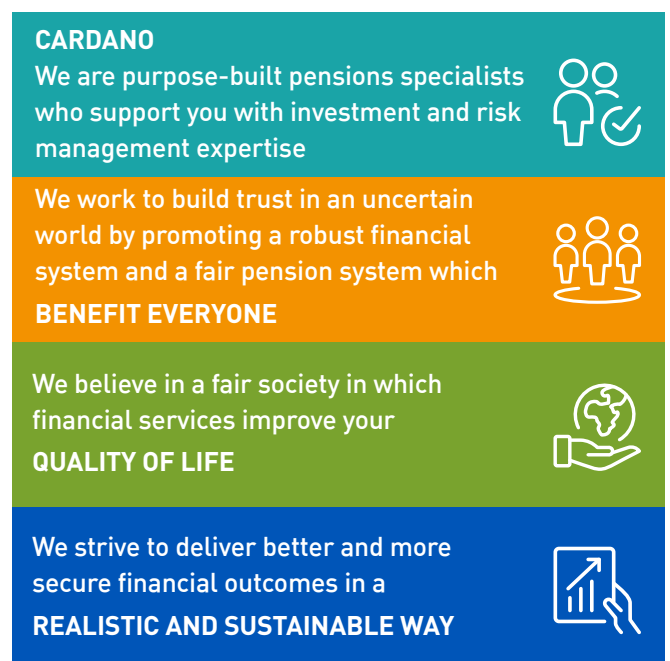 CARDANO
We are purpose-built pensions specialists
who support you with investment and risk
management expertise
We work to build trust in an uncertain
world by promoting a robust financial
system and a fair pension system which
BENEFIT EVERYONE
We believe in a fair society in which
financial services improve your
QUALITY OF LIFE
We strive to deliver better and more
secure financial outcomes in a
REALISTIC AND SUSTAINABLE WAY